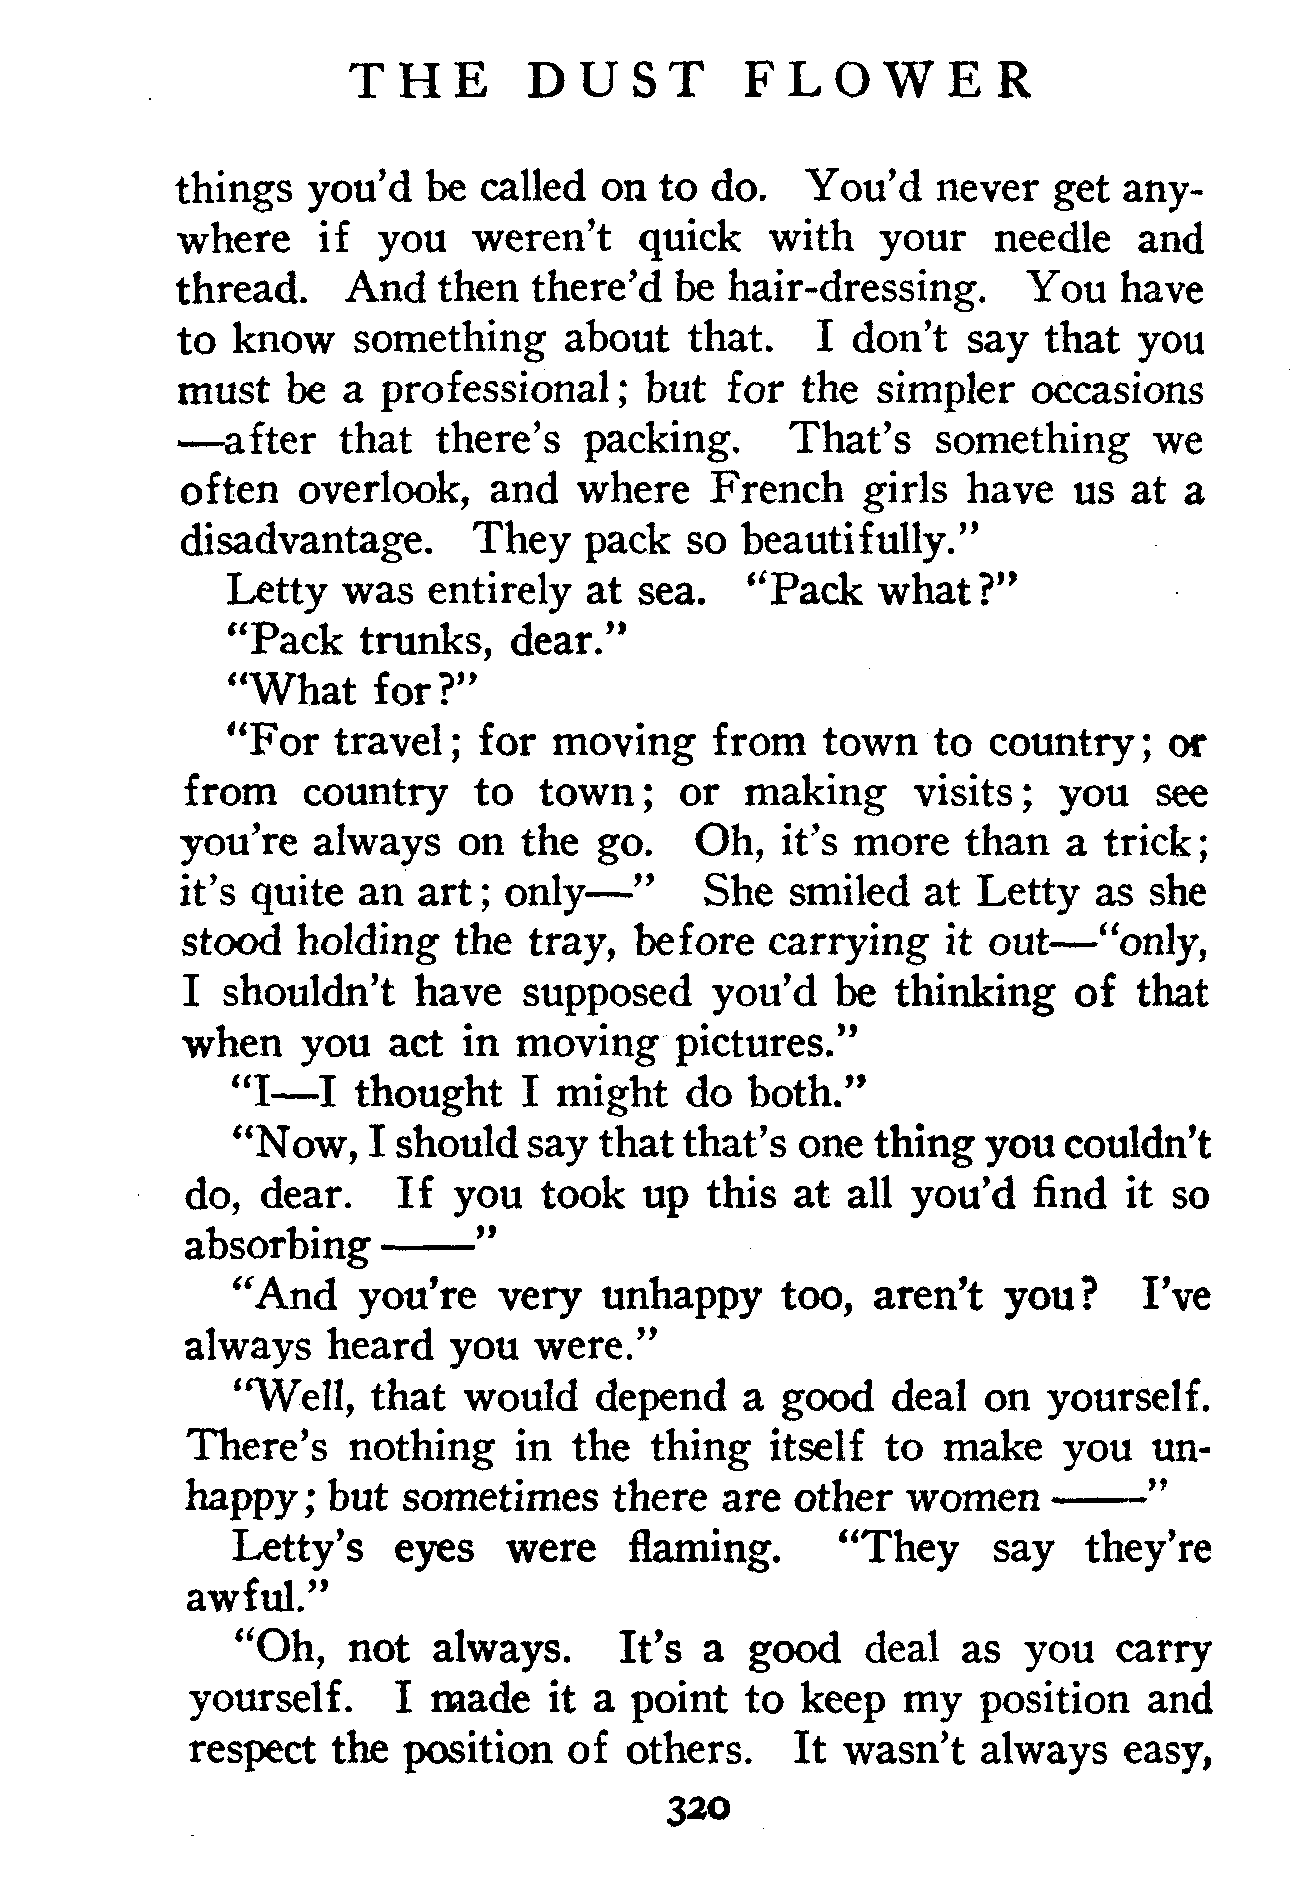 THE DUST FLOWER
things you'd be called on to do. You'd never get any-
where if you weren't quick with your needle and
thread. And then there'd be hair-dressing. You have
to know something about that. I don't say that you
must be a professional; but for the simpler occasions
—after that there's packing. That's something we
often overlook, and where French girls have us at a
disadvantage. They pack so beautifully."
Letty was entirely at sea. "Pack what?"
"Pack trunks, dear."
"What for?"
"For travel; for moving from town to country; or
from country to town; or making visits; you see
you're always on the go. Oh, it's more than a trick;
it's quite an art; only—" She smiled at Letty as she
stood holding the tray, before carrying it out—"only,
I shouldn't have supposed you'd be thinking of that
when you act in moving pictures."
"I—I thought I might do both."
"Now, I should say that that's one thing you couldn't
do, dear. If you took up this at all you'd find it so
absorbing ——"
"And you're very unhappy too, aren't you? I've
always heard you were."
"Well, that would depend a good deal on yourself.
There's nothing in the thing itself to make you un-
happy; but sometimes there are other women ——"
Letty's eyes were flaming. "They say they're
awful."
"Oh, not always. It's a good deal as you carry
yourself. I made it a point to keep my position and
respect the position of others. It wasn't always easy,
320